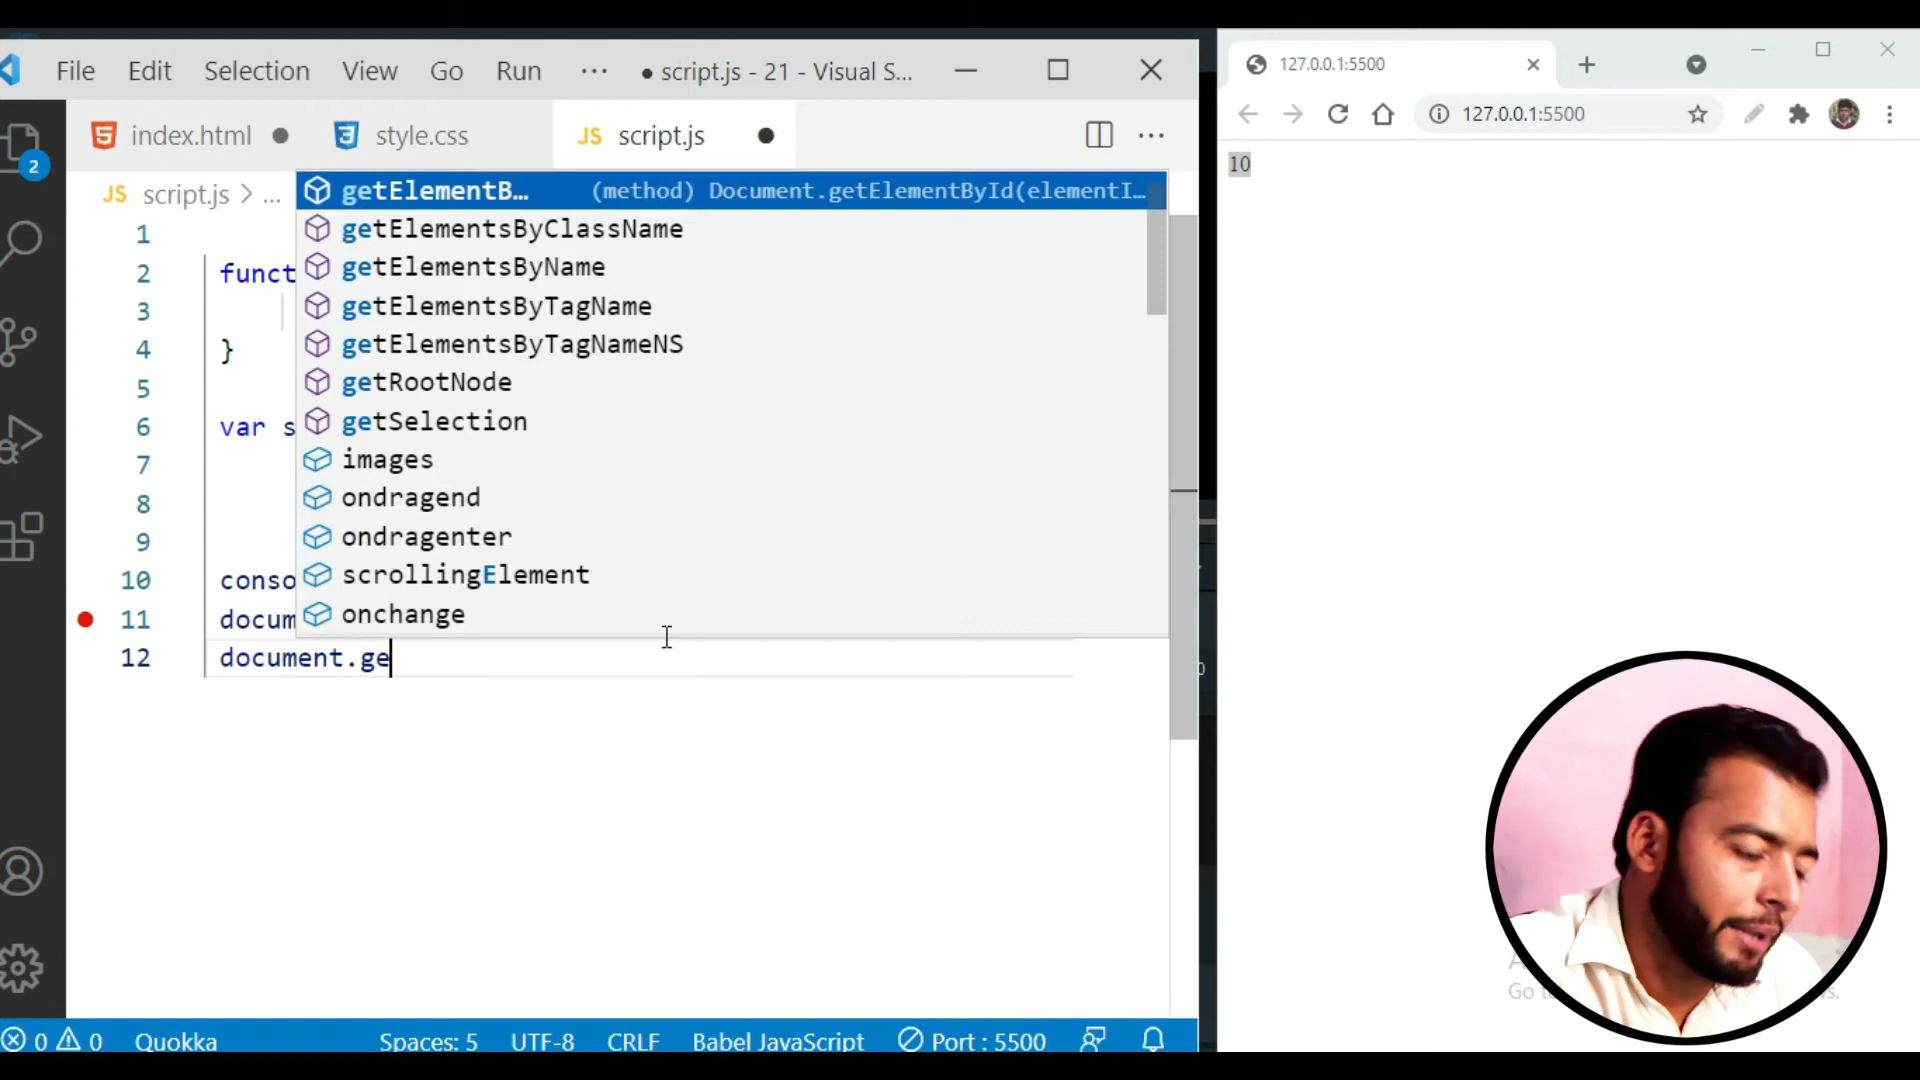 File Edit Selection View Go Run ··· ● script.js - 21 - Visual S...
127.0.0.1:5500
index.html style.css JS script.js
127.0.0.1:5500
2
JS script.js > ...
10
getElementB... (method) Document.getElementById(elementI...
getElementsByClassName
getElementsByName
getElementsByTagName
getElementsByTagNameNS
getRootNode
getSelection
images
ondragend
ondragenter
scrollingElement
onchange
1
2 funct
3
4 }
5
6 var s
7
8
9
10 conso
11 docum
12 document.ge
0 0 Quokka Spaces: 5 UTF-8 CRLF Babel JavaScript Port : 5500